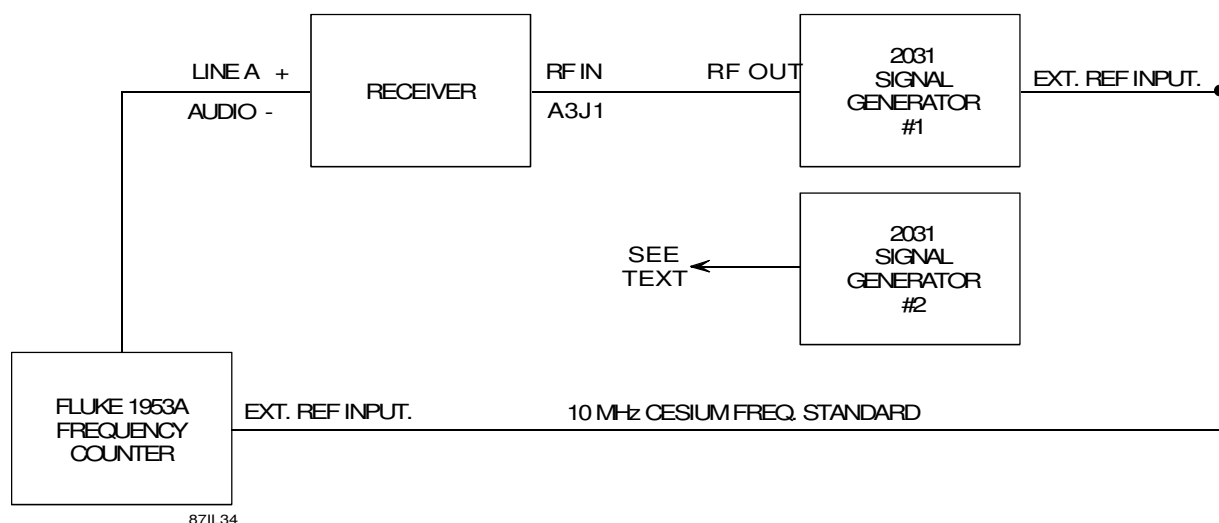 LINE A +
AUDIO -
RECEIVER
RF IN
A3J1
RF OUT
2031
SIGNAL
GENERATOR
#1
EXT. REF INPUT.
SEE
TEXT
2031
SIGNAL
GENERATOR
#2
FLUKE 1953A
FREQUENCY
COUNTER
EXT. REF INPUT.
10 MHz CESIUM FREQ. STANDARD
87IL34